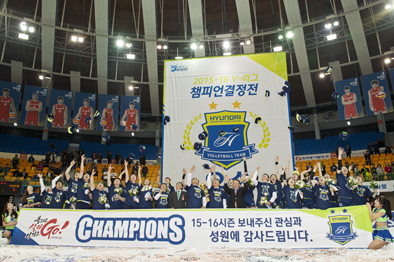 2015-16 V-리그
챔피언결정전
HYUNDAI
VOLLEYBALL TEAM
HYUNDAI
Go!
CHAMPIONS
15-16시즌 보내주신 관심과
성원에 감사드립니다.